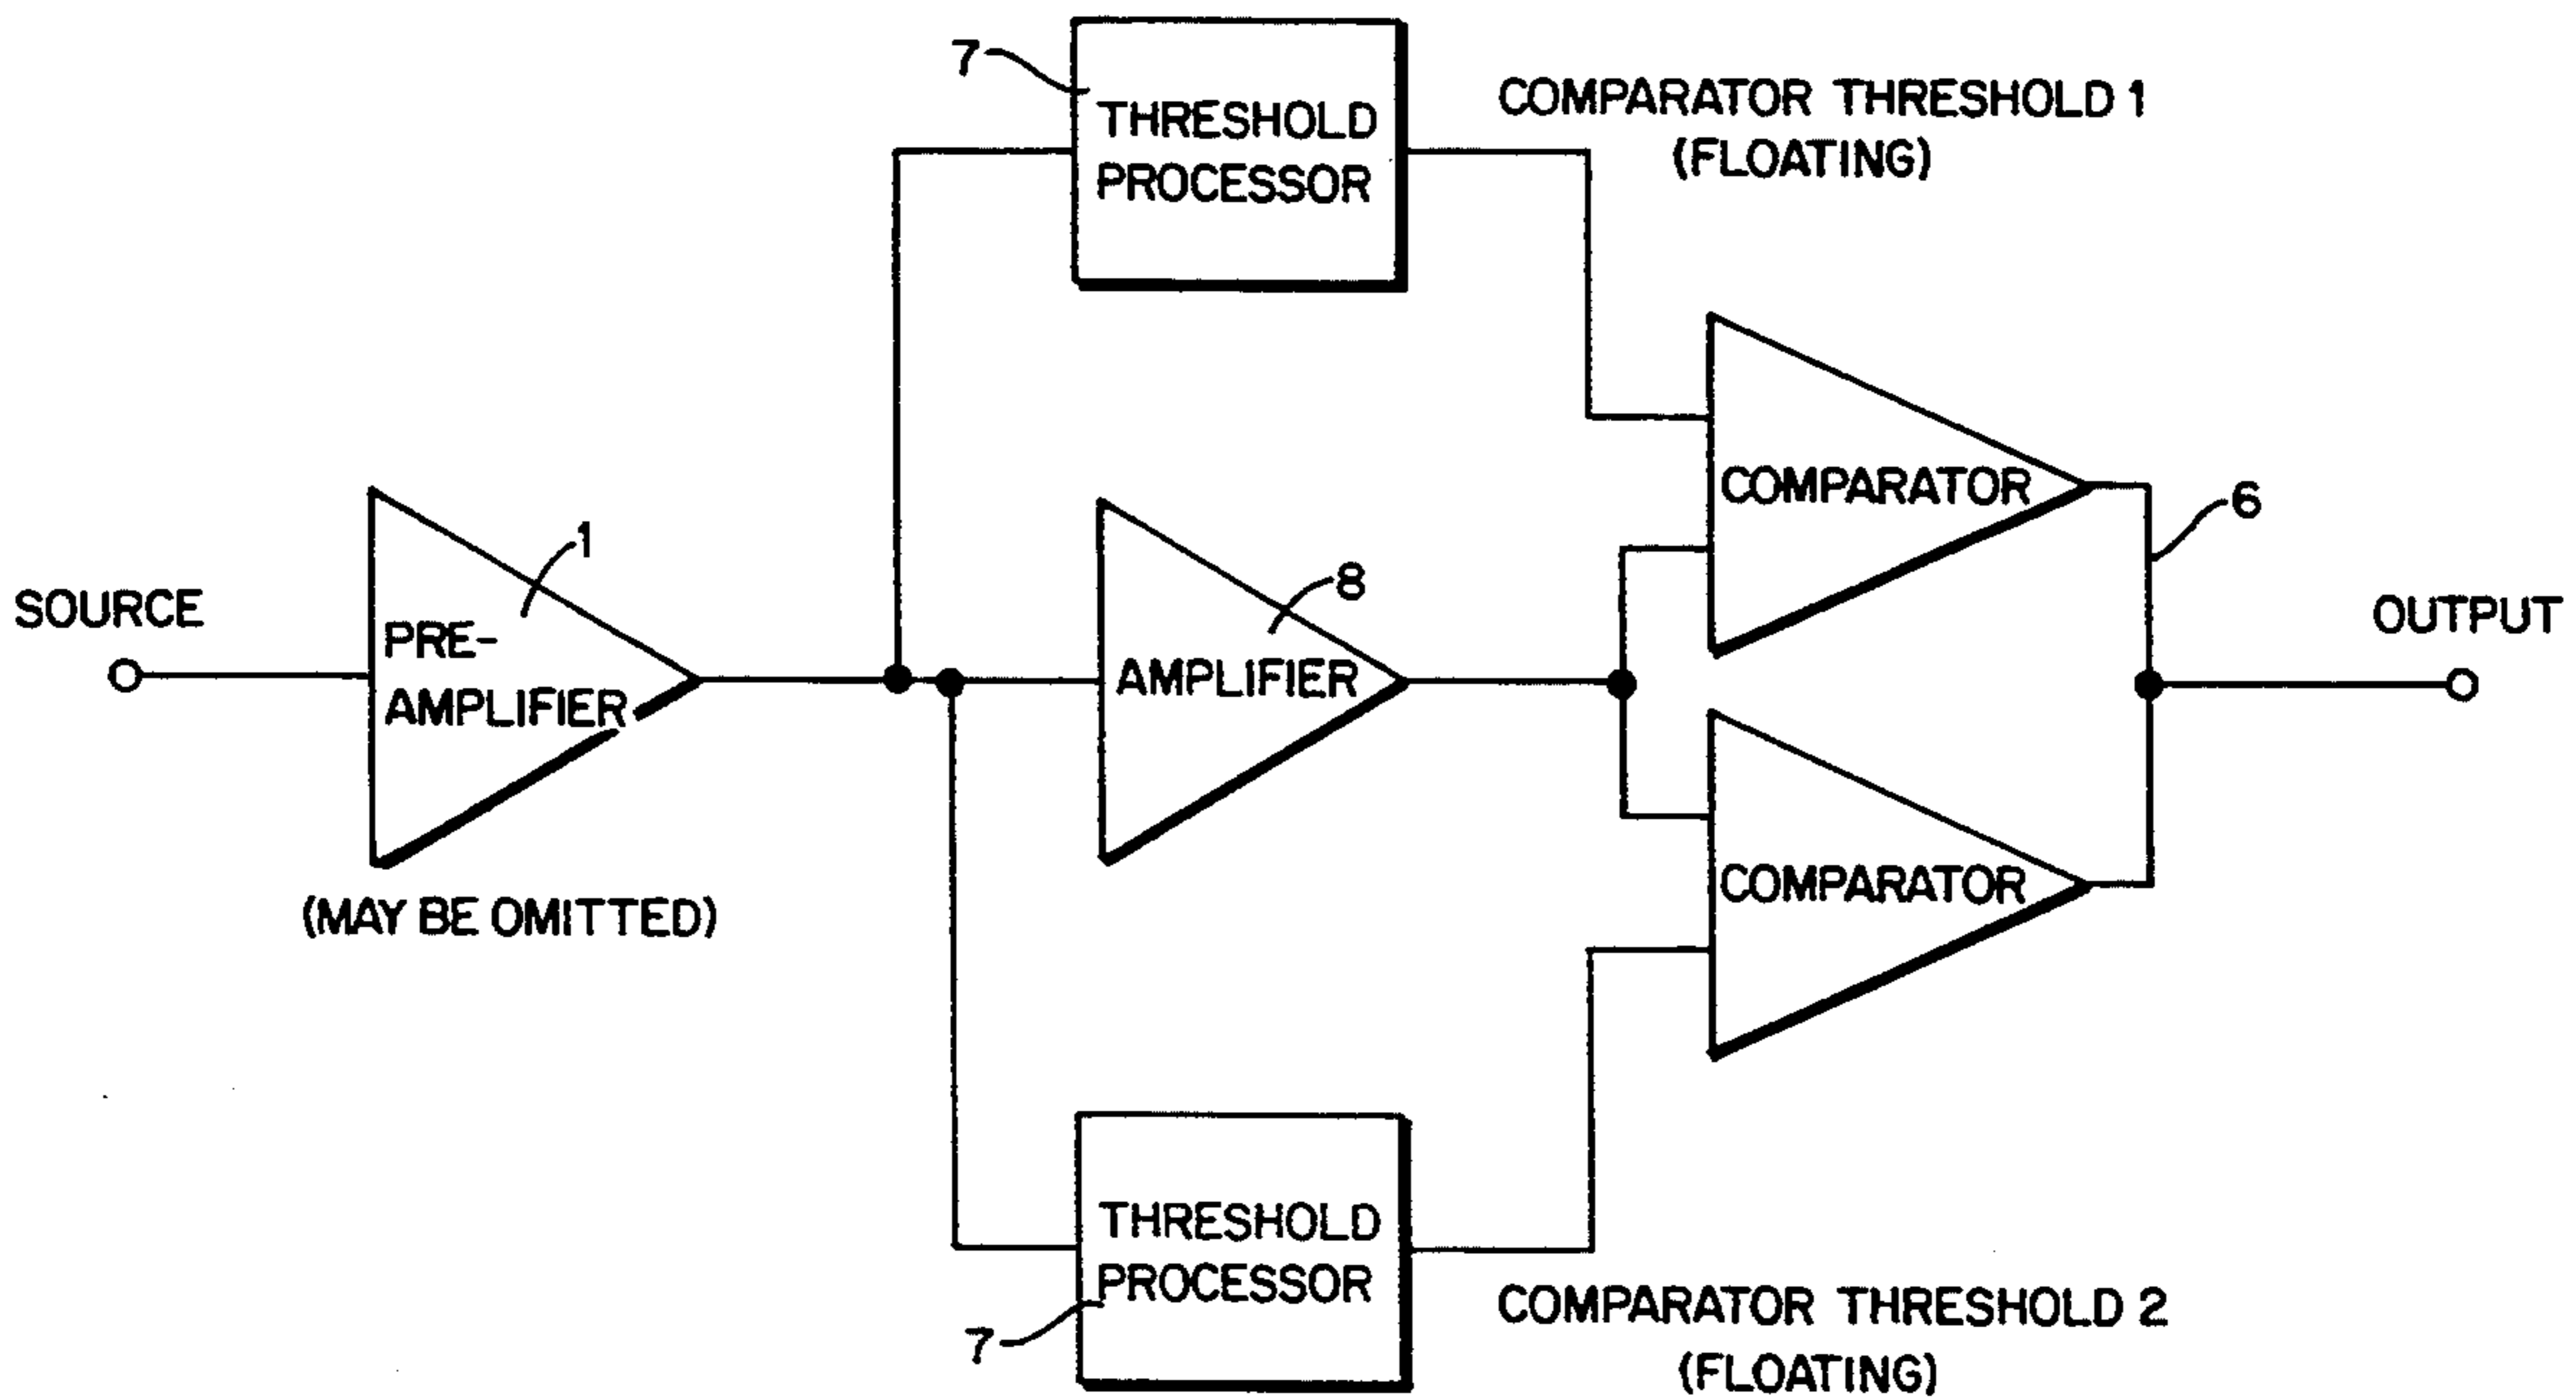 7
THRESHOLD
PROCESSOR
COMPARATOR THRESHOLD 1
(FLOATING)
SOURCE
1
PRE-
AMPLIFIER
(MAY BE OMITTED)
8
AMPLIFIER
COMPARATOR
6
OUTPUT
COMPARATOR
THRESHOLD
PROCESSOR
7
COMPARATOR THRESHOLD 2
(FLOATING)